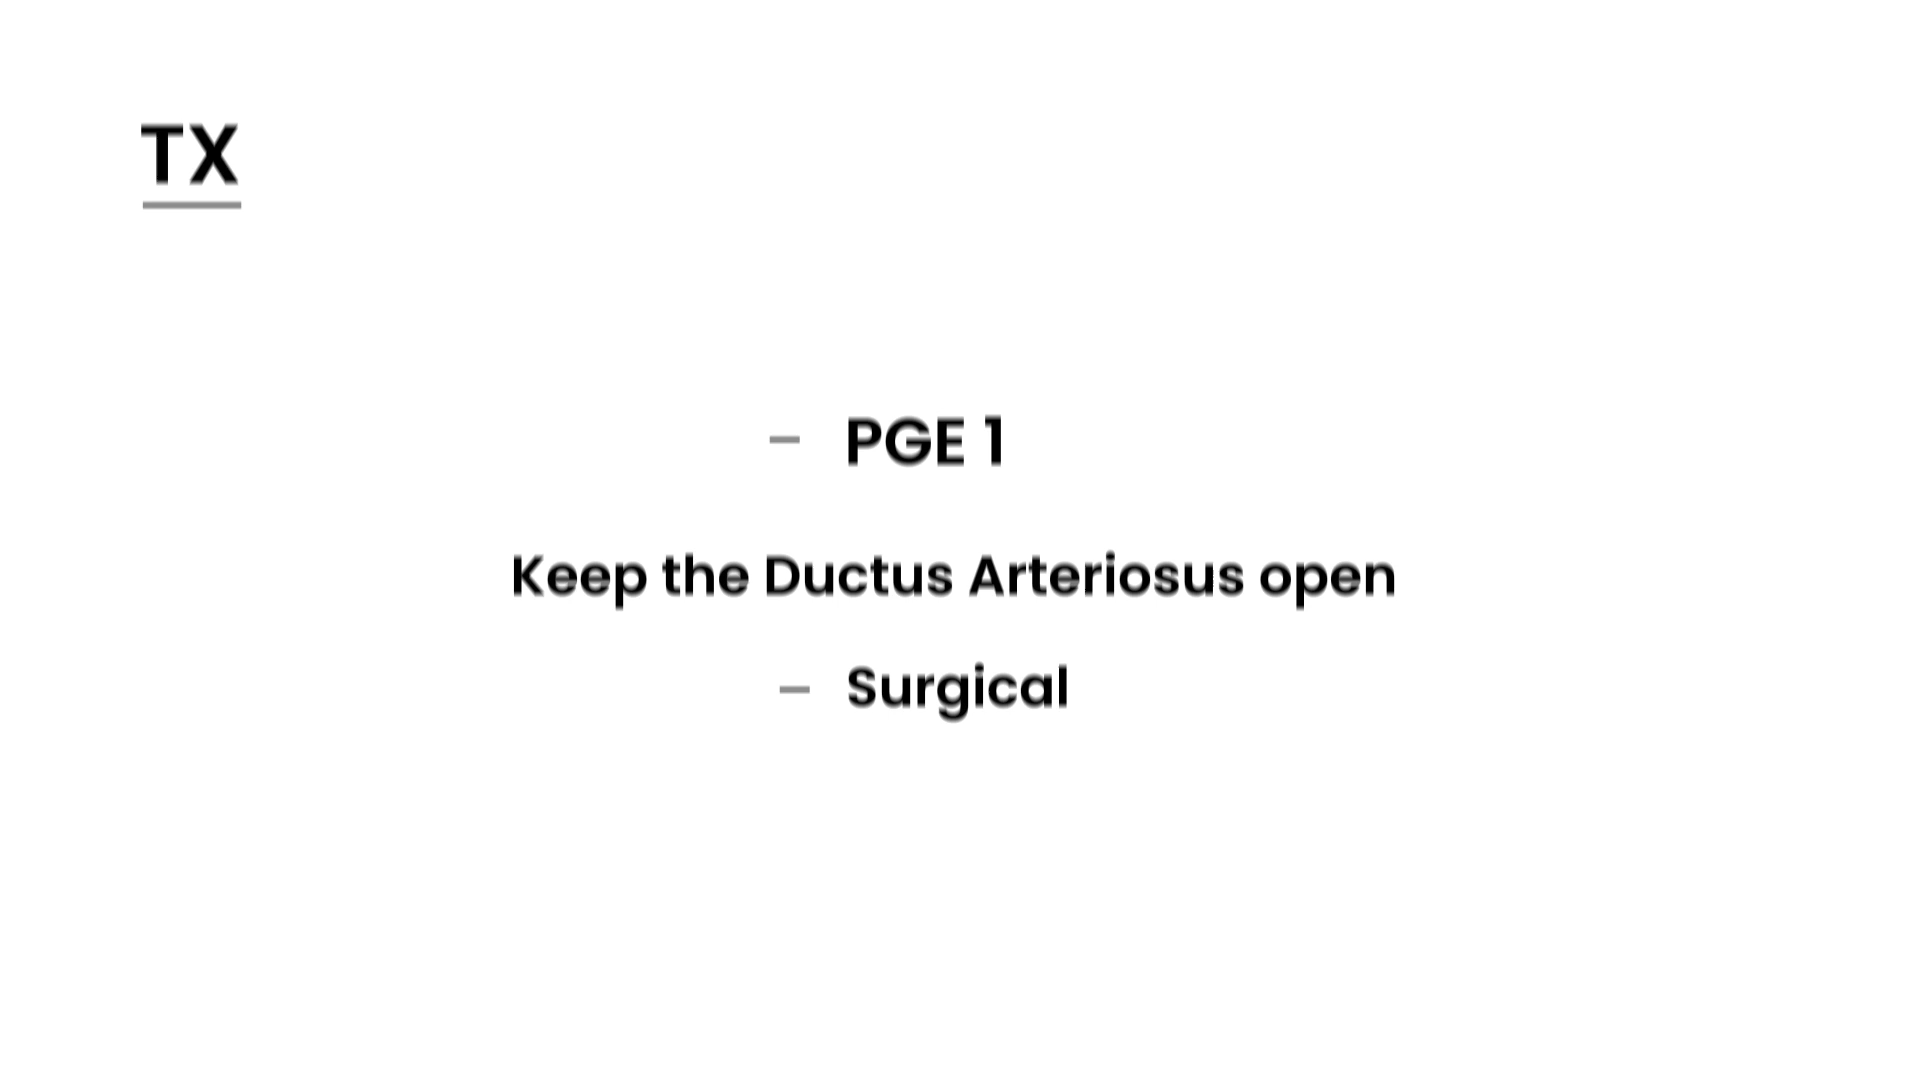 TX
– PGE 1
Keep the Ductus Arteriosus open
– Surgical